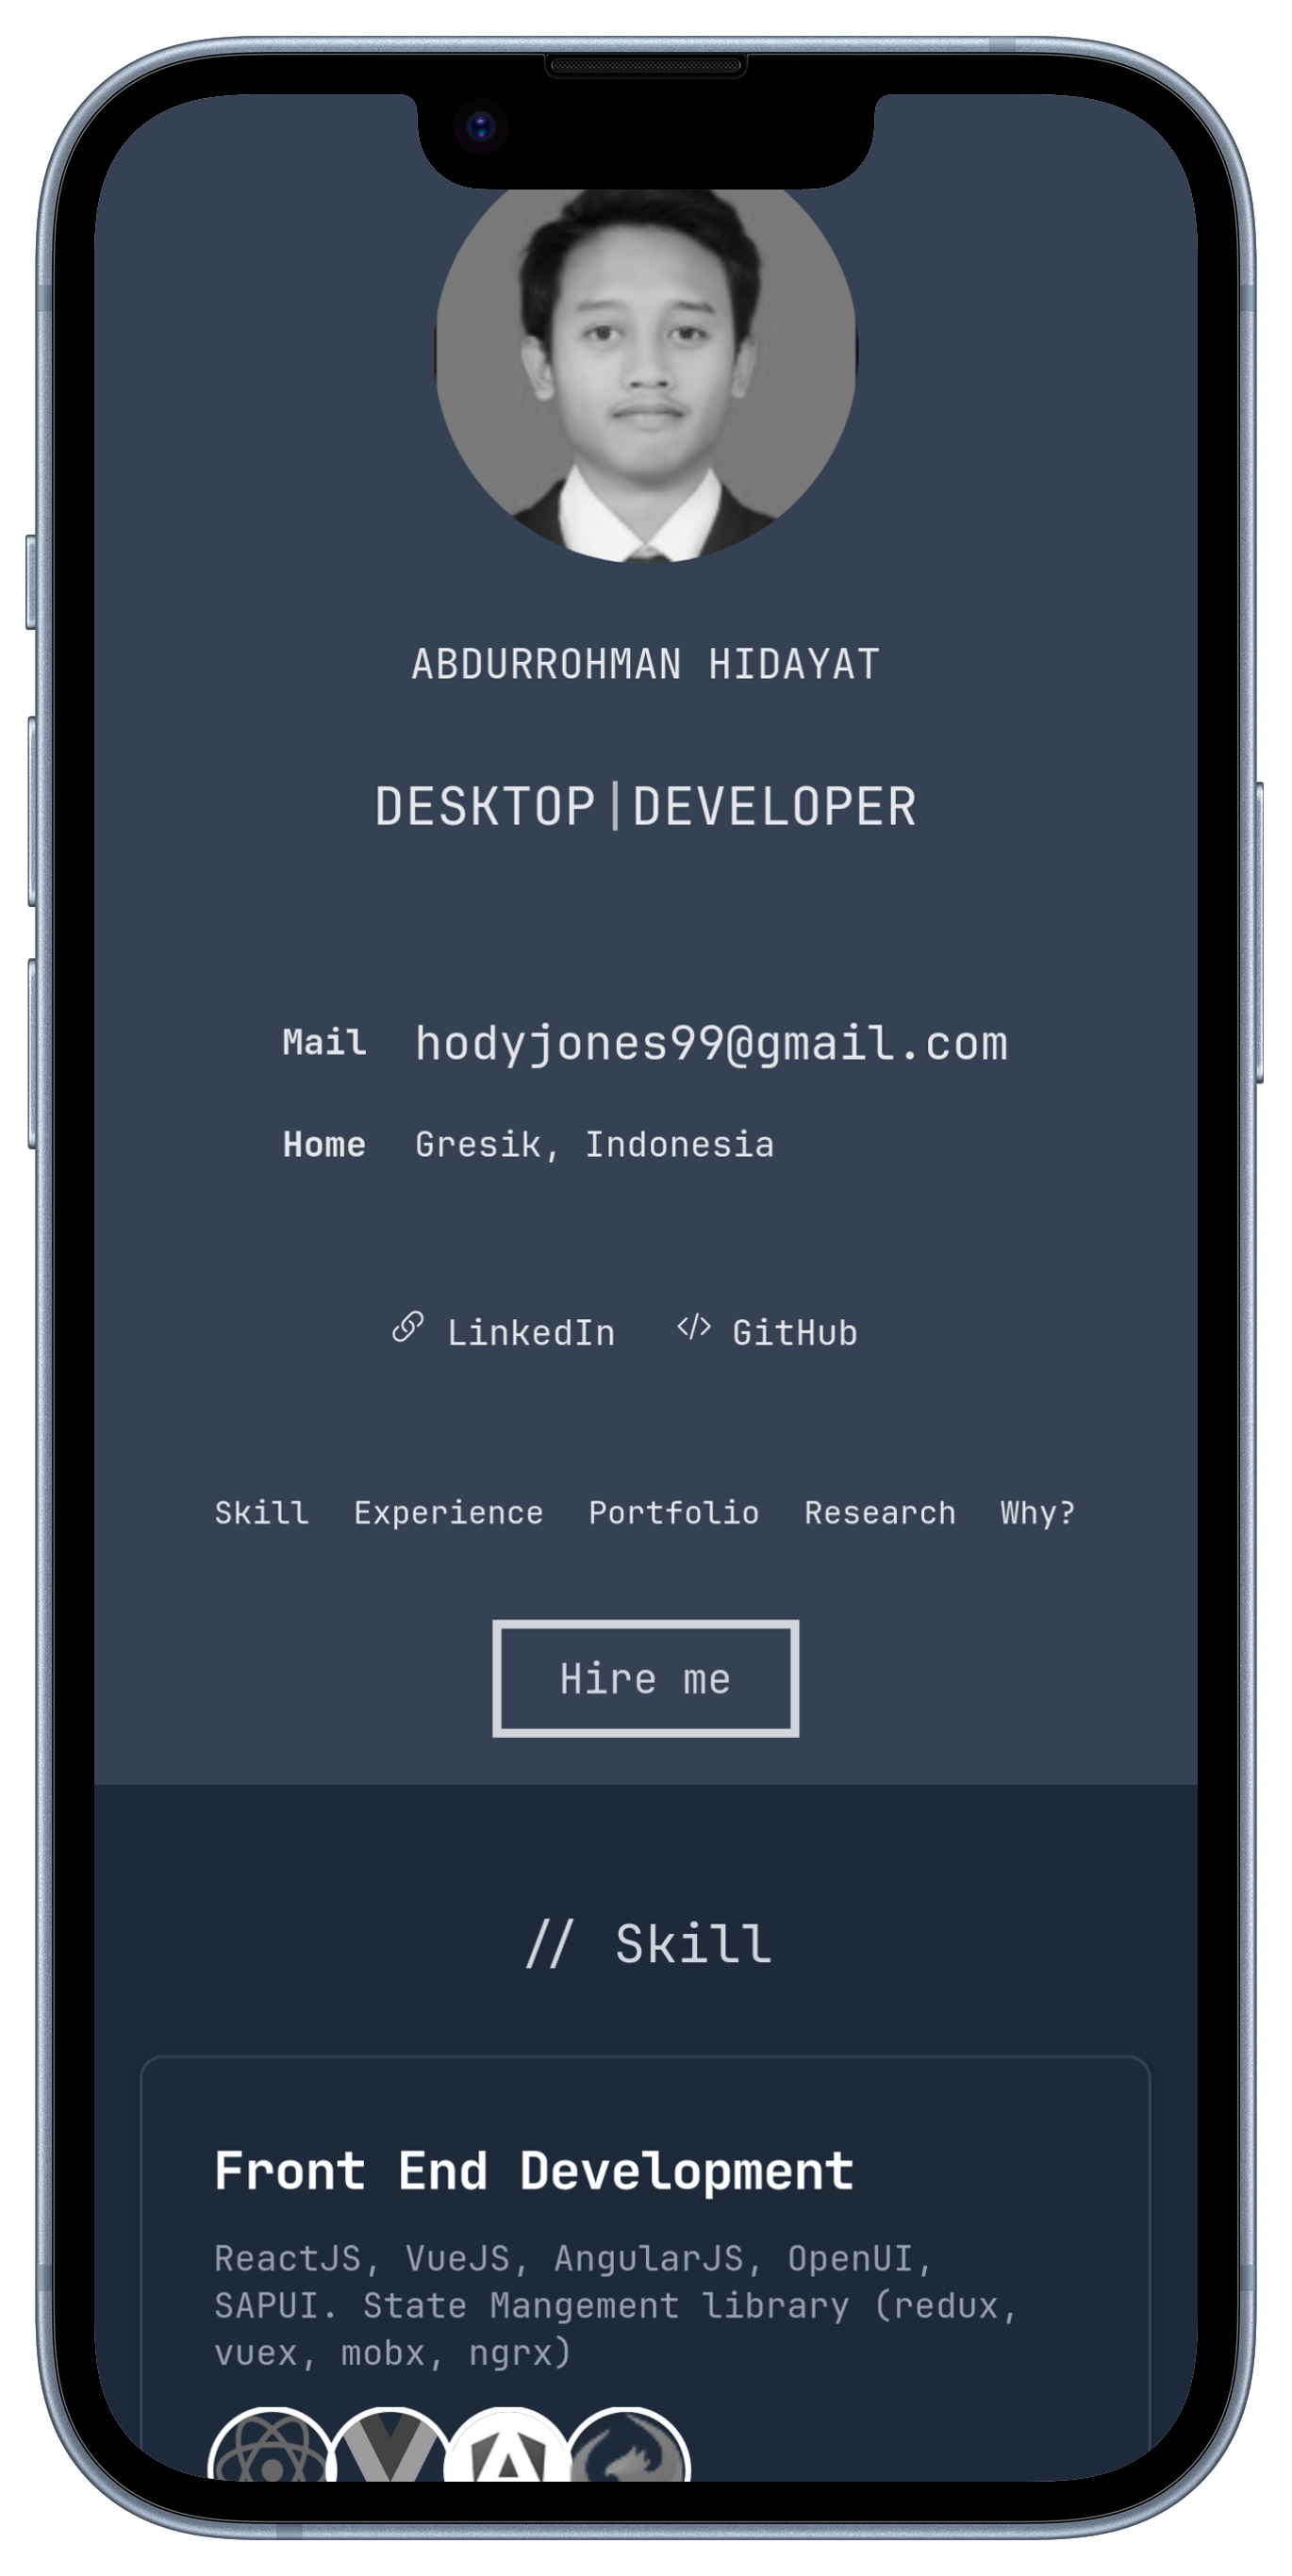 ABDURROHMAN HIDAYAT
DESKTOP|DEVELOPER
Mail hodyjones99@gmail.com
Home Gresik, Indonesia
LinkedIn </> GitHub
Skill Experience Portfolio Research Why?
Hire me
// Skill
Front End Development
ReactJS, VueJS, AngularJS, OpenUI,
SAPUI. State Mangement library (redux,
vuex, mobx, ngrx)